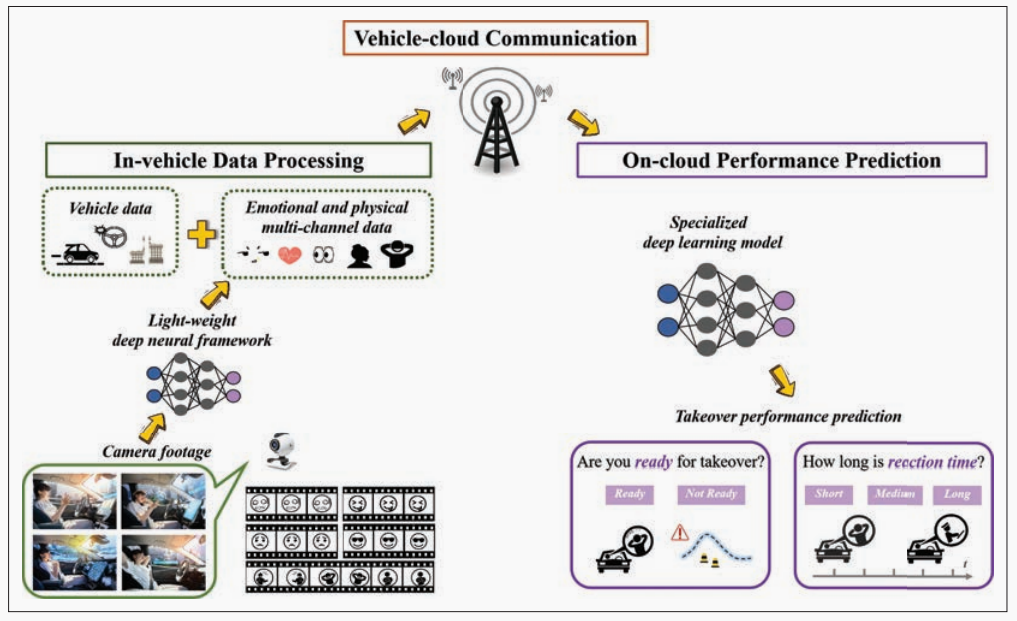 Vehicle-cloud Communication
In-vehicle Data Processing
On-cloud Performance Prediction
Vehicle data
Emotional and physical
multi-channel data
Light-weight
deep neural framework
Camera footage
Specialized
deep learning model
Takeover performance prediction
Are you ready for takeover?
Ready
Not Ready
How long is reaction time?
Short
Medium
Long
t